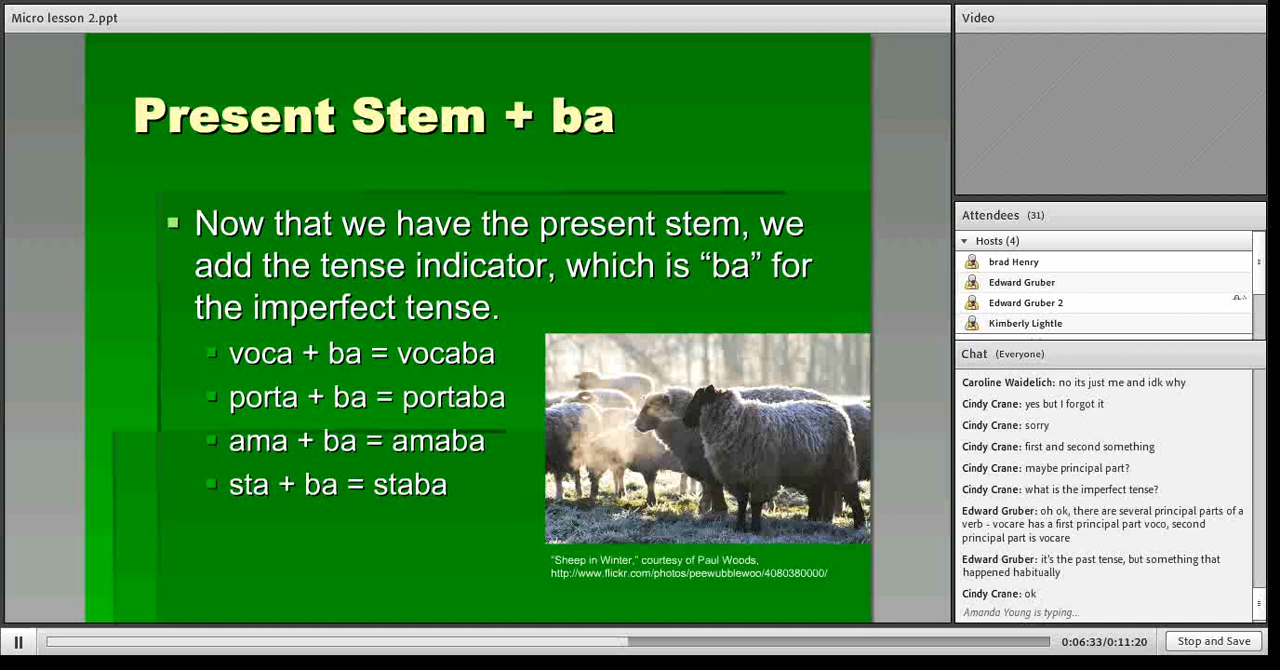 Micro lesson 2.ppt
Present Stem + ba
Now that we have the present stem, we
add the tense indicator, which is “ba” for
the imperfect tense.
voca + ba = vocaba
porta + ba = portaba
ama + ba = amaba
sta + ba = staba
“Sheep in Winter,” courtesy of Paul Woods,
http://www.flickr.com/photos/peewubblewoo/4080380000/
Video
Attendees (31)
Hosts (4)
brad Henry
Edward Gruber
Edward Gruber 2
Kimberly Lightle
Chat (Everyone)
Caroline Waidelich: no its just me and idk why
Cindy Crane: yes but I forgot it
Cindy Crane: sorry
Cindy Crane: first and second something
Cindy Crane: maybe principal part?
Cindy Crane: what is the imperfect tense?
Edward Gruber: oh ok, there are several principal parts of a
verb - vocare has a first principal part voco, second
principal part is vocare
Edward Gruber: it's the past tense, but something that
happened habitually
Cindy Crane: ok
Amanda Young is typing...
0:06:33/0:11:20
Stop and Save